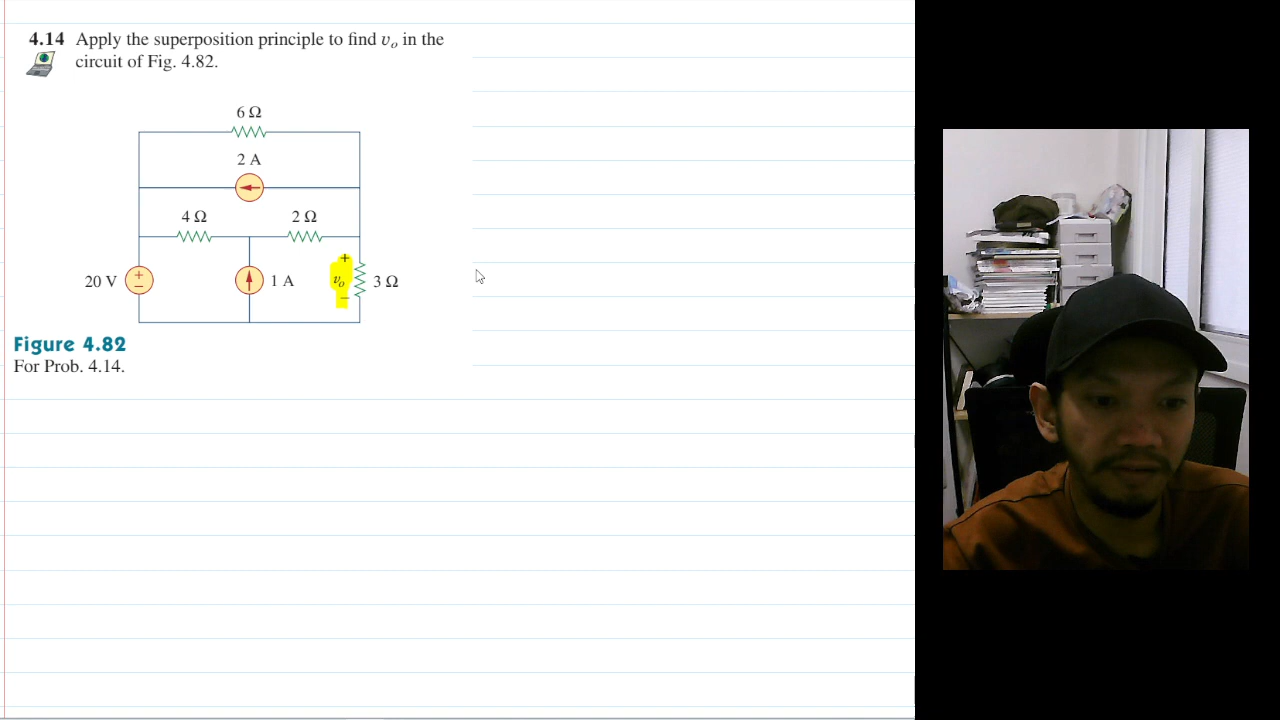 4.14 Apply the superposition principle to find vₒ in the
circuit of Fig. 4.82.
6 Ω
2 A
4 Ω
2 Ω
+
20 V
+
−
1 A
vₒ
3 Ω
−
Figure 4.82
For Prob. 4.14.